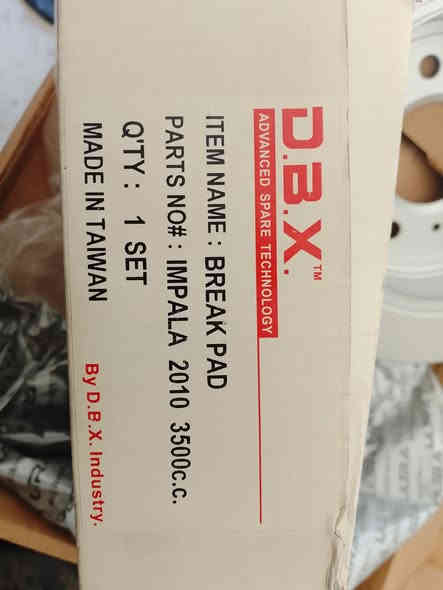 D.B.X.™
ADVANCED SPARE TECHNOLOGY
ITEM NAME : BREAK PAD
PARTS NO# : IMPALA 2010 3500c.c.
Q'TY : 1 SET
MADE IN TAIWAN
By D.B.X. Industry.